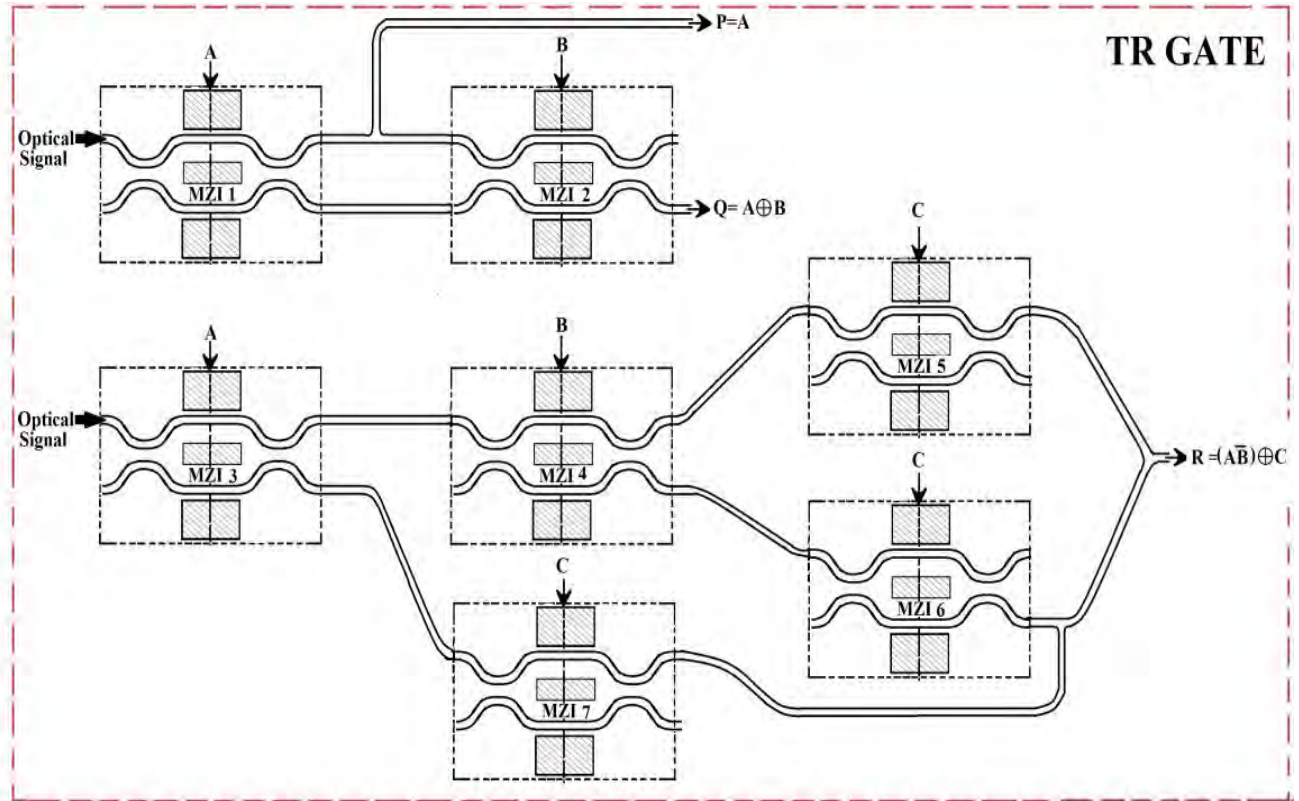 P=A
TR GATE
A
B
Optical
Signal
MZI 1
MZI 2
Q= A⊕B
C
A
B
MZI 5
Optical
Signal
MZI 3
MZI 4
C
R =(AB̅)⊕C
C
MZI 6
MZI 7